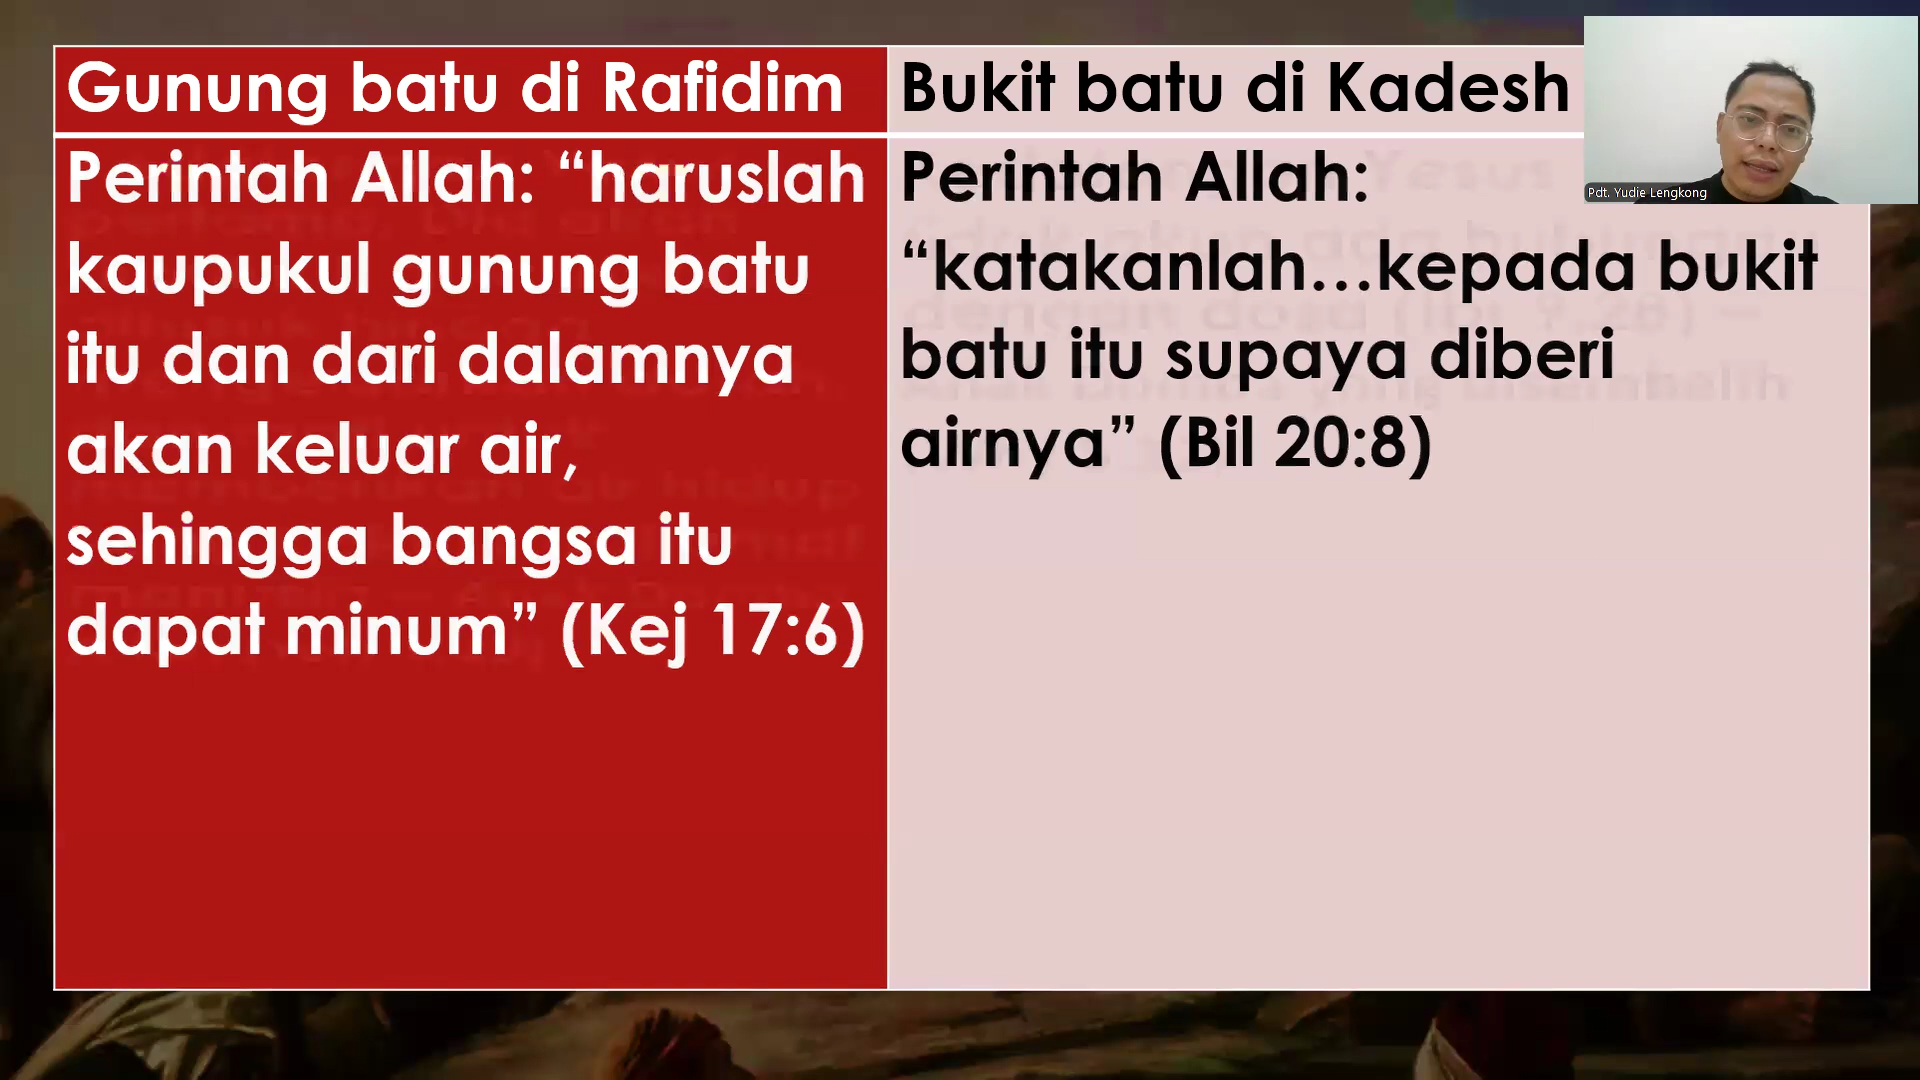 Gunung batu di Rafidim
Perintah Allah: “haruslah
kaupukul gunung batu
itu dan dari dalamnya
akan keluar air,
sehingga bangsa itu
dapat minum” (Kej 17:6)
Bukit batu di Kadesh
Perintah Allah:
“katakanlah...kepada bukit
batu itu supaya diberi
airnya” (Bil 20:8)
Pdt. Yudie Lengkong